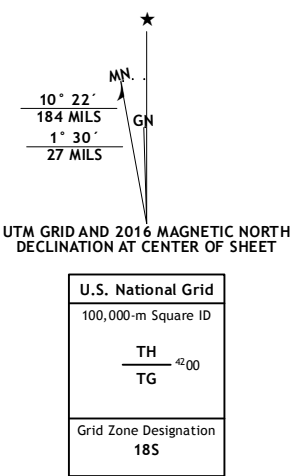 ★
MN
10° 22´
184 MILS
GN
1° 30´
27 MILS
UTM GRID AND 2016 MAGNETIC NORTH
DECLINATION AT CENTER OF SHEET
U.S. National Grid
100,000-m Square ID
TH
4200
TG
Grid Zone Designation
18S